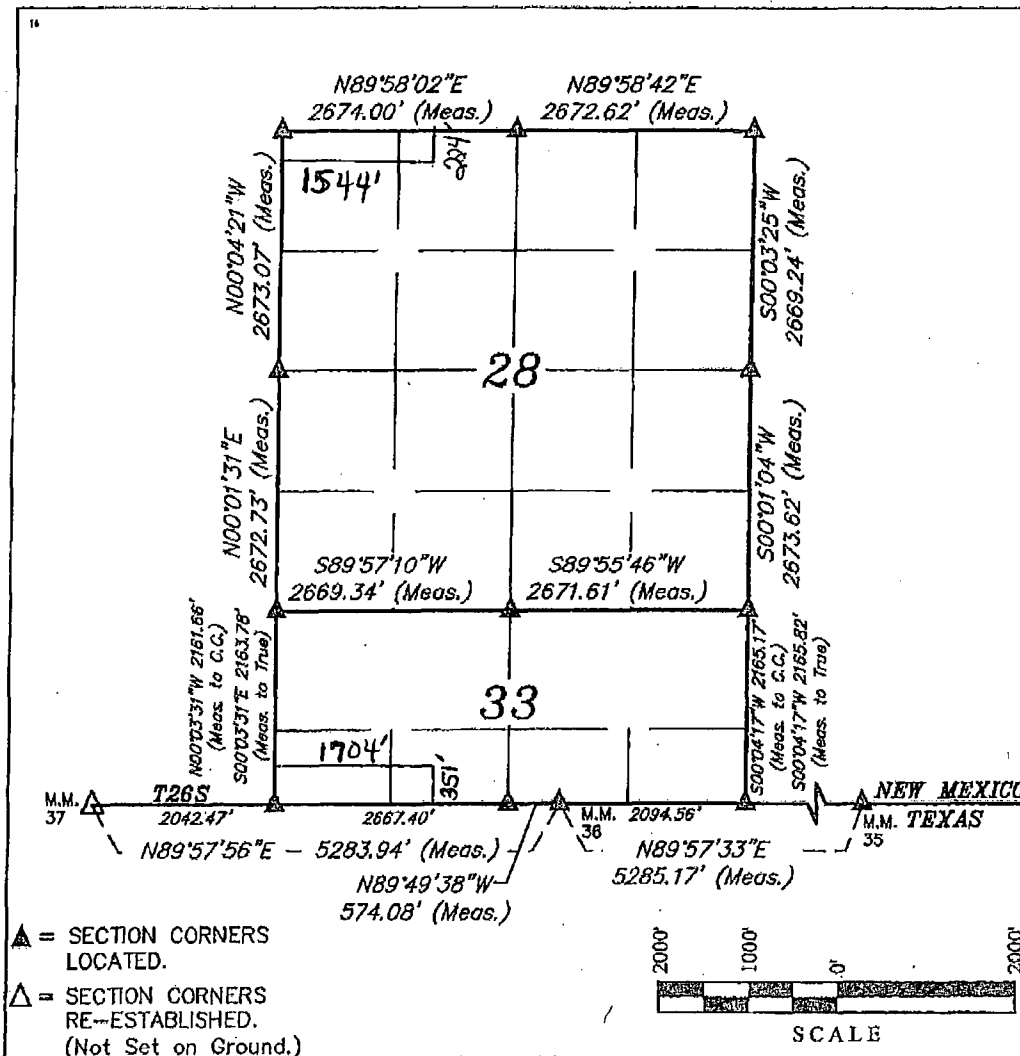 16
N89°58'02"E
2674.00' (Meas.)
N89°58'42"E
2672.62' (Meas.)
224'
1544'
N00°04'21"W
2673.07' (Meas.)
S00°03'25"W
2669.24' (Meas.)
28
N00°01'31"E
2672.73' (Meas.)
S00°01'04"W
2673.62' (Meas.)
S89°57'10"W
2669.34' (Meas.)
S89°55'46"W
2671.61' (Meas.)
N00°03'31"W 2161.66'
(Meas. to C.C.)
S00°03'31"E 2163.78'
(Meas. to True)
33
S00°04'17"W 2165.17'
(Meas. to C.C.)
S00°04'17"W 2165.82'
(Meas. to True)
1704'
351'
M.M.
37
T26S
2042.47'
2667.40'
M.M.
36
2094.56'
NEW MEXICO
M.M.
35
TEXAS
N89°57'56"E - 5283.94' (Meas.)
N89°57'33"E
5285.17' (Meas.)
N89°49'38"W
574.08' (Meas.)
= SECTION CORNERS
LOCATED.
= SECTION CORNERS
RE-ESTABLISHED.
(Not Set on Ground.)
2000'
1000'
0'
2000'
SCALE